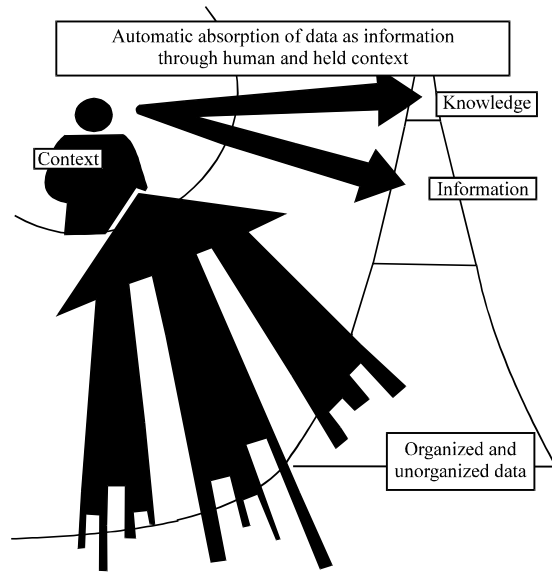 Automatic absorption of data as information
through human and held context
Knowledge
Context
Information
Organized and
unorganized data